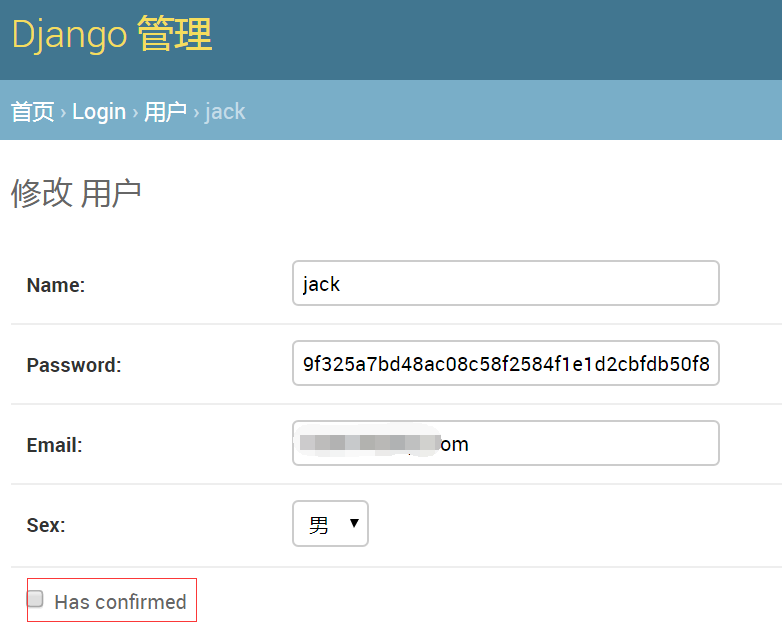 Django 管理
首页 › Login › 用户 › jack
修改 用户
Name: jack
Password: 9f325a7bd48ac08c58f2584f1e1d2cbfdb50f8
Email: om
Sex: 男
Has confirmed